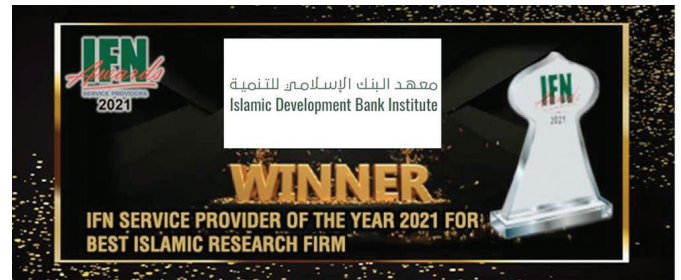 IFN
Awards
SERVICE PROVIDERS
2021
معهد البنك الإسلامي للتنمية
Islamic Development Bank Institute
IFN
Awards
2021
WINNER
IFN SERVICE PROVIDER OF THE YEAR 2021 FOR
BEST ISLAMIC RESEARCH FIRM